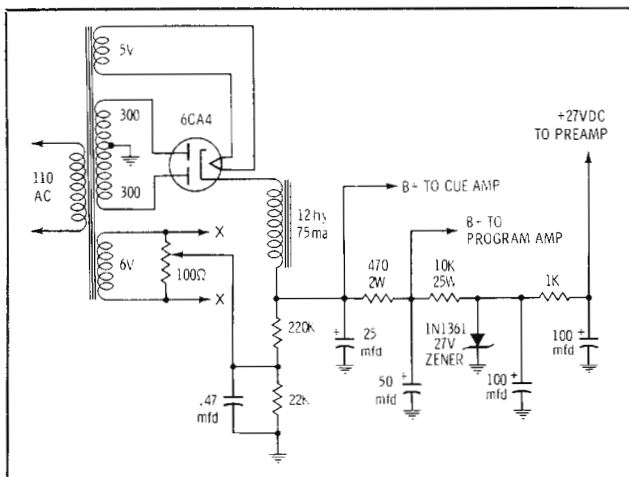 5V
6CA4
300
300
110
AC
6V
100Ω
X
X
12 hy
75 ma
+27VDC
TO PREAMP
B+ TO CUE AMP
B+ TO
PROGRAM AMP
470
2W
10K
25W
1K
220K
22K
.47
mfd
+
25
mfd
+
50
mfd
1N1361
27V
ZENER
+
100
mfd
+
100
mfd